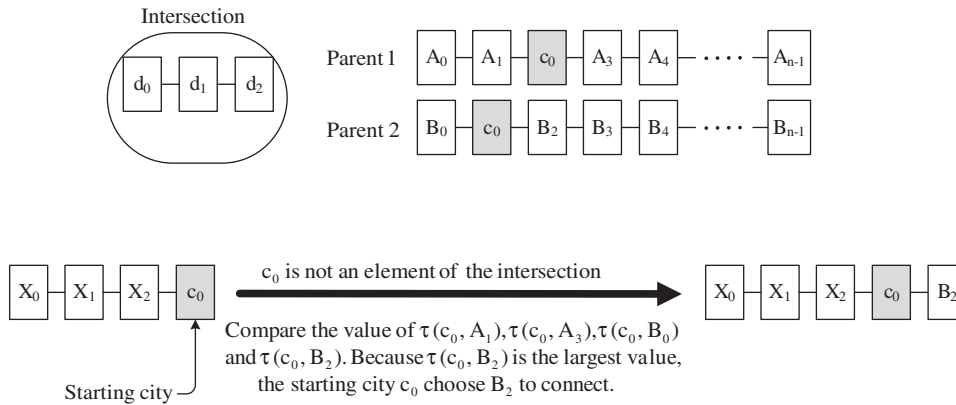 Intersection
d₀ d₁ d₂
Parent 1 A₀ A₁ c₀ A₃ A₄ ···· Aₙ₋₁
Parent 2 B₀ c₀ B₂ B₃ B₄ ···· Bₙ₋₁
X₀ X₁ X₂ c₀
c₀ is not an element of the intersection
Compare the value of τ(c₀, A₁), τ(c₀, A₃), τ(c₀, B₀)
and τ(c₀, B₂). Because τ(c₀, B₂) is the largest value,
the starting city c₀ choose B₂ to connect.
X₀ X₁ X₂ c₀ B₂
Starting city